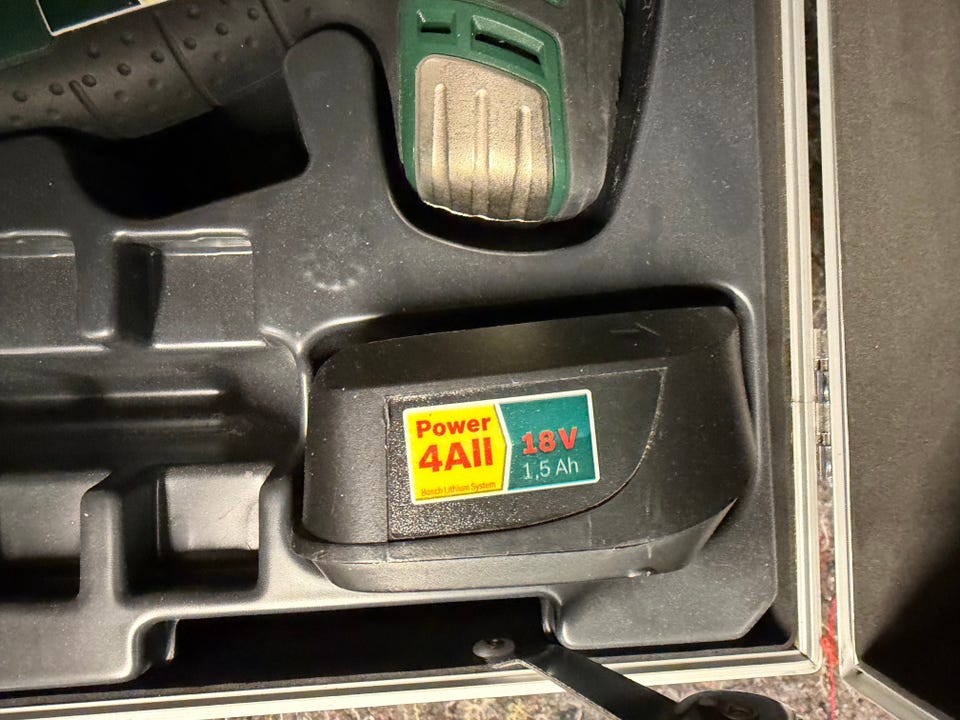 Power
4All
Bosch Lithium System
18V
1,5 Ah